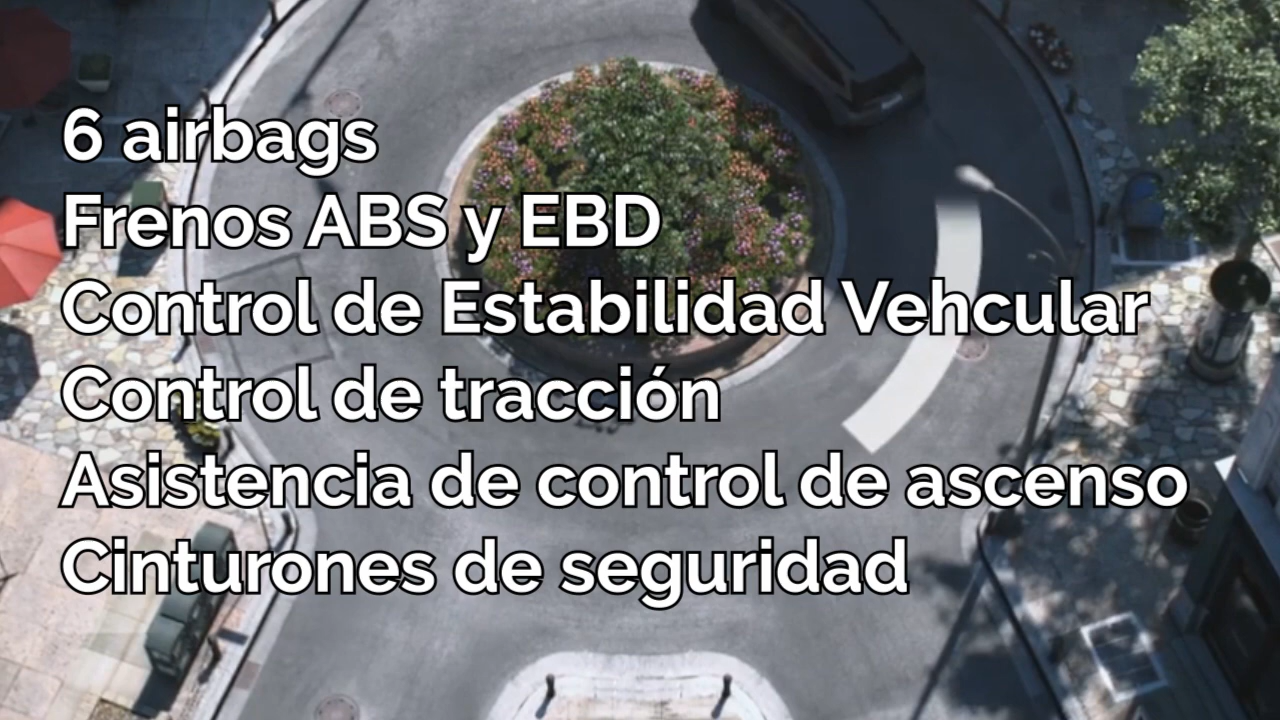 6 airbags
Frenos ABS y EBD
Control de Estabilidad Vehcular
Control de tracción
Asistencia de control de ascenso
Cinturones de seguridad